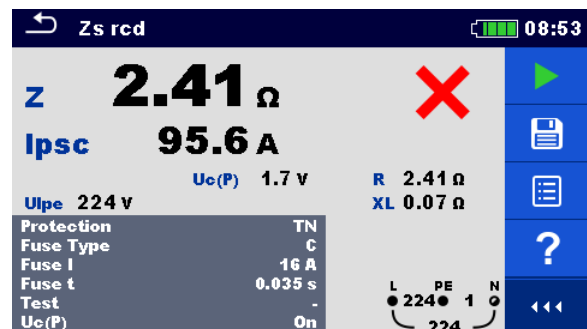 Zs rcd 08:53
Z 2.41 Ω
Ipsc 95.6 A
Uc(P) 1.7 V R 2.41 Ω
Ulpe 224 V XL 0.07 Ω
Protection TN
Fuse Type C
Fuse I 16 A
Fuse t 0.035 s
Test -
Uc(P) On
?
L PE N
224 1
224